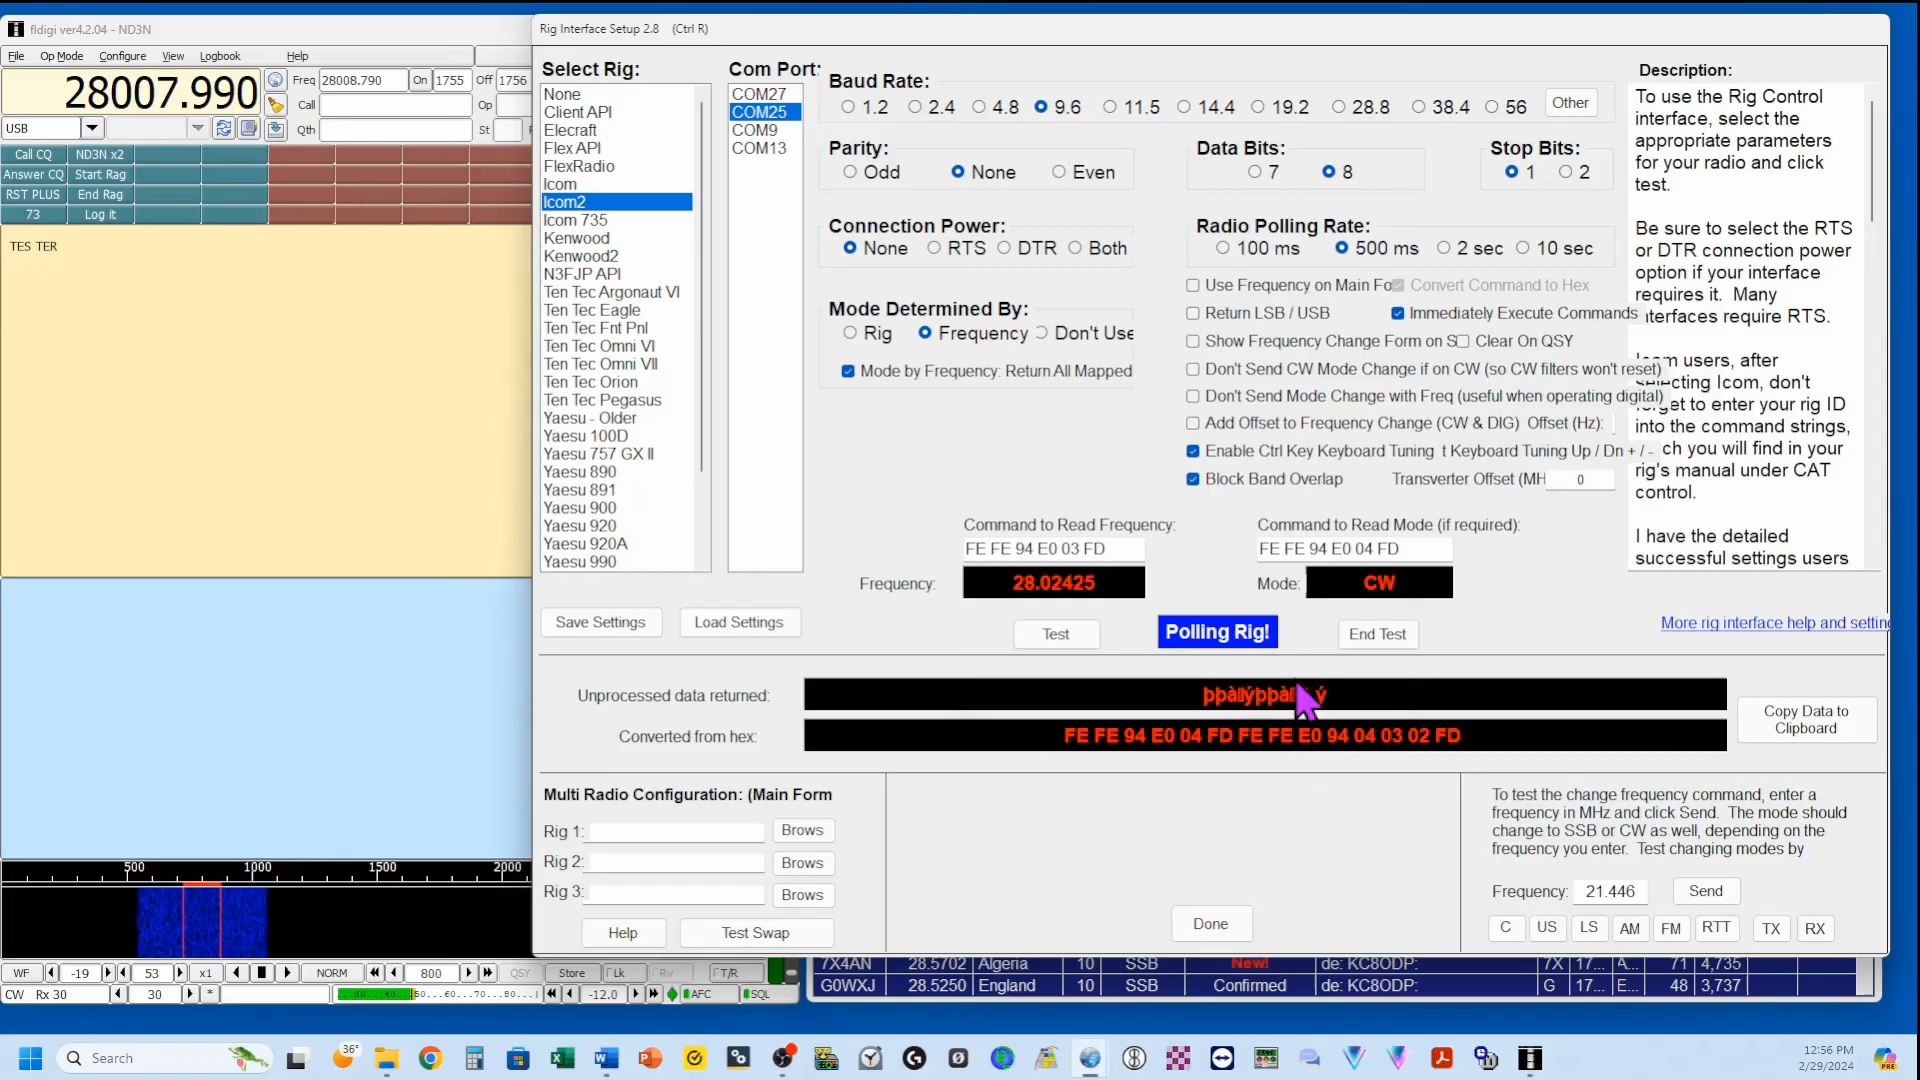 fldigi ver4.2.04 - ND3N
File Op Mode Configure View Logbook Help
28007.990
Freq 28008.790 On 1755 Off 1756
Call Op
USB
Qth St
Call CQ ND3N x2
Answer CQ Start Rag
RST PLUS End Rag
73 Log it
TES TER
500 1000 1500 2000
WF -19 53 x1 NORM 800 QSY Store Lk Rv T/R
CW Rx 30 30 * -12.0 AFC SQL
Rig Interface Setup 2.8 (Ctrl R)
Select Rig:
None
Client API
Elecraft
Flex API
FlexRadio
Icom
Icom2
Icom 735
Kenwood
Kenwood2
N3FJP API
Ten Tec Argonaut VI
Ten Tec Eagle
Ten Tec Fnt Pnl
Ten Tec Omni VI
Ten Tec Omni VII
Ten Tec Orion
Ten Tec Pegasus
Yaesu - Older
Yaesu 100D
Yaesu 757 GX II
Yaesu 890
Yaesu 891
Yaesu 900
Yaesu 920
Yaesu 920A
Yaesu 990
Com Port:
COM27
COM25
COM9
COM13
Baud Rate:
1.2 2.4 4.8 9.6 11.5 14.4 19.2 28.8 38.4 56 Other
Parity:
Odd None Even
Data Bits:
7 8
Stop Bits:
1 2
Connection Power:
None RTS DTR Both
Radio Polling Rate:
100 ms 500 ms 2 sec 10 sec
Mode Determined By:
Rig Frequency Don't Use
Mode by Frequency: Return All Mapped
Use Frequency on Main Fo Convert Command to Hex
Return LSB / USB Immediately Execute Commands
Show Frequency Change Form on S Clear On QSY
Don't Send CW Mode Change if on CW (so CW filters won't reset)
Don't Send Mode Change with Freq (useful when operating digital)
Add Offset to Frequency Change (CW & DIG) Offset (Hz):
Enable Ctrl Key Keyboard Tuning t Keyboard Tuning Up / Dn + / -
Block Band Overlap Transverter Offset (MH 0
Command to Read Frequency: Command to Read Mode (if required):
FE FE 94 E0 03 FD FE FE 94 E0 04 FD
Frequency: 28.02425 Mode: CW
Save Settings Load Settings Test Polling Rig! End Test
Description:
To use the Rig Control
interface, select the
appropriate parameters
for your radio and click
test.
Be sure to select the RTS
or DTR connection power
option if your interface
requires it. Many
nterfaces require RTS.
Icom users, after
selecting Icom, don't
rget to enter your rig ID
into the command strings,
ch you will find in your
rig's manual under CAT
control.
I have the detailed
successful settings users
More rig interface help and setting
Unprocessed data returned:
Converted from hex: FE FE 94 E0 04 FD FE FE E0 94 04 03 02 FD
Copy Data to
Clipboard
Multi Radio Configuration: (Main Form
Rig 1: Brows
Rig 2: Brows
Rig 3: Brows
Help Test Swap
Done
To test the change frequency command, enter a
frequency in MHz and click Send. The mode should
change to SSB or CW as well, depending on the
frequency you enter. Test changing modes by
Frequency: 21.446 Send
C US LS AM FM RTT TX RX
7X4AN 28.5702 Algeria 10 SSB New! de: KC8ODP: 7X 17... A... 71 4,735
G0WXJ 28.5250 England 10 SSB Confirmed de: KC8ODP: G 17... E... 48 3,737
Search
36°
12:56 PM
2/29/2024